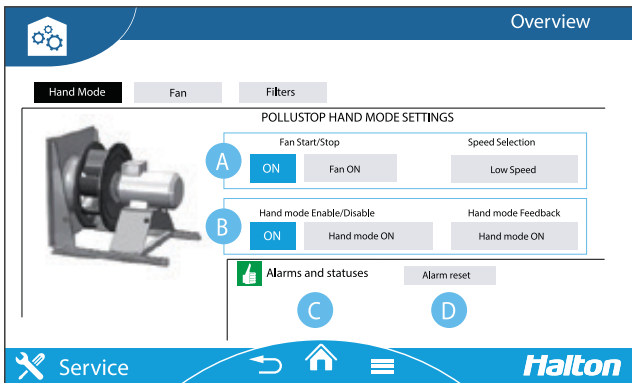 Overview
Hand Mode Fan Filters
POLLUSTOP HAND MODE SETTINGS
Fan Start/Stop Speed Selection
A ON Fan ON Low Speed
Hand mode Enable/Disable Hand mode Feedback
B ON Hand mode ON Hand mode ON
Alarms and statuses Alarm reset
C D
Service Halton